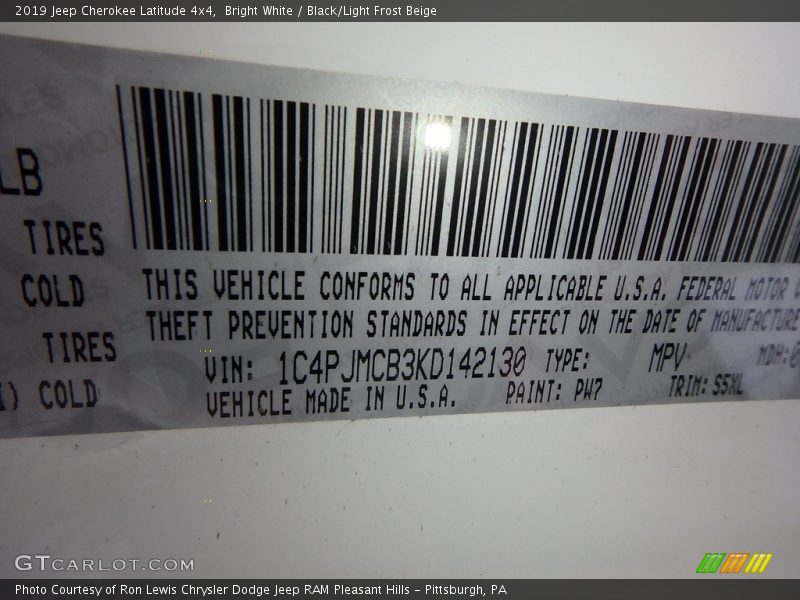 2019 Jeep Cherokee Latitude 4x4, Bright White / Black/Light Frost Beige
LB
TIRES
COLD
TIRES
COLD
THIS VEHICLE CONFORMS TO ALL APPLICABLE U.S.A. FEDERAL MOTOR
THEFT PREVENTION STANDARDS IN EFFECT ON THE DATE OF MANUFACTURE
VIN: 1C4PJMCB3KD142130 TYPE: MPV MDH: 0
VEHICLE MADE IN U.S.A. PAINT: PW7 TRIM: S5XL
GTCARLOT.COM
Photo Courtesy of Ron Lewis Chrysler Dodge Jeep RAM Pleasant Hills - Pittsburgh, PA